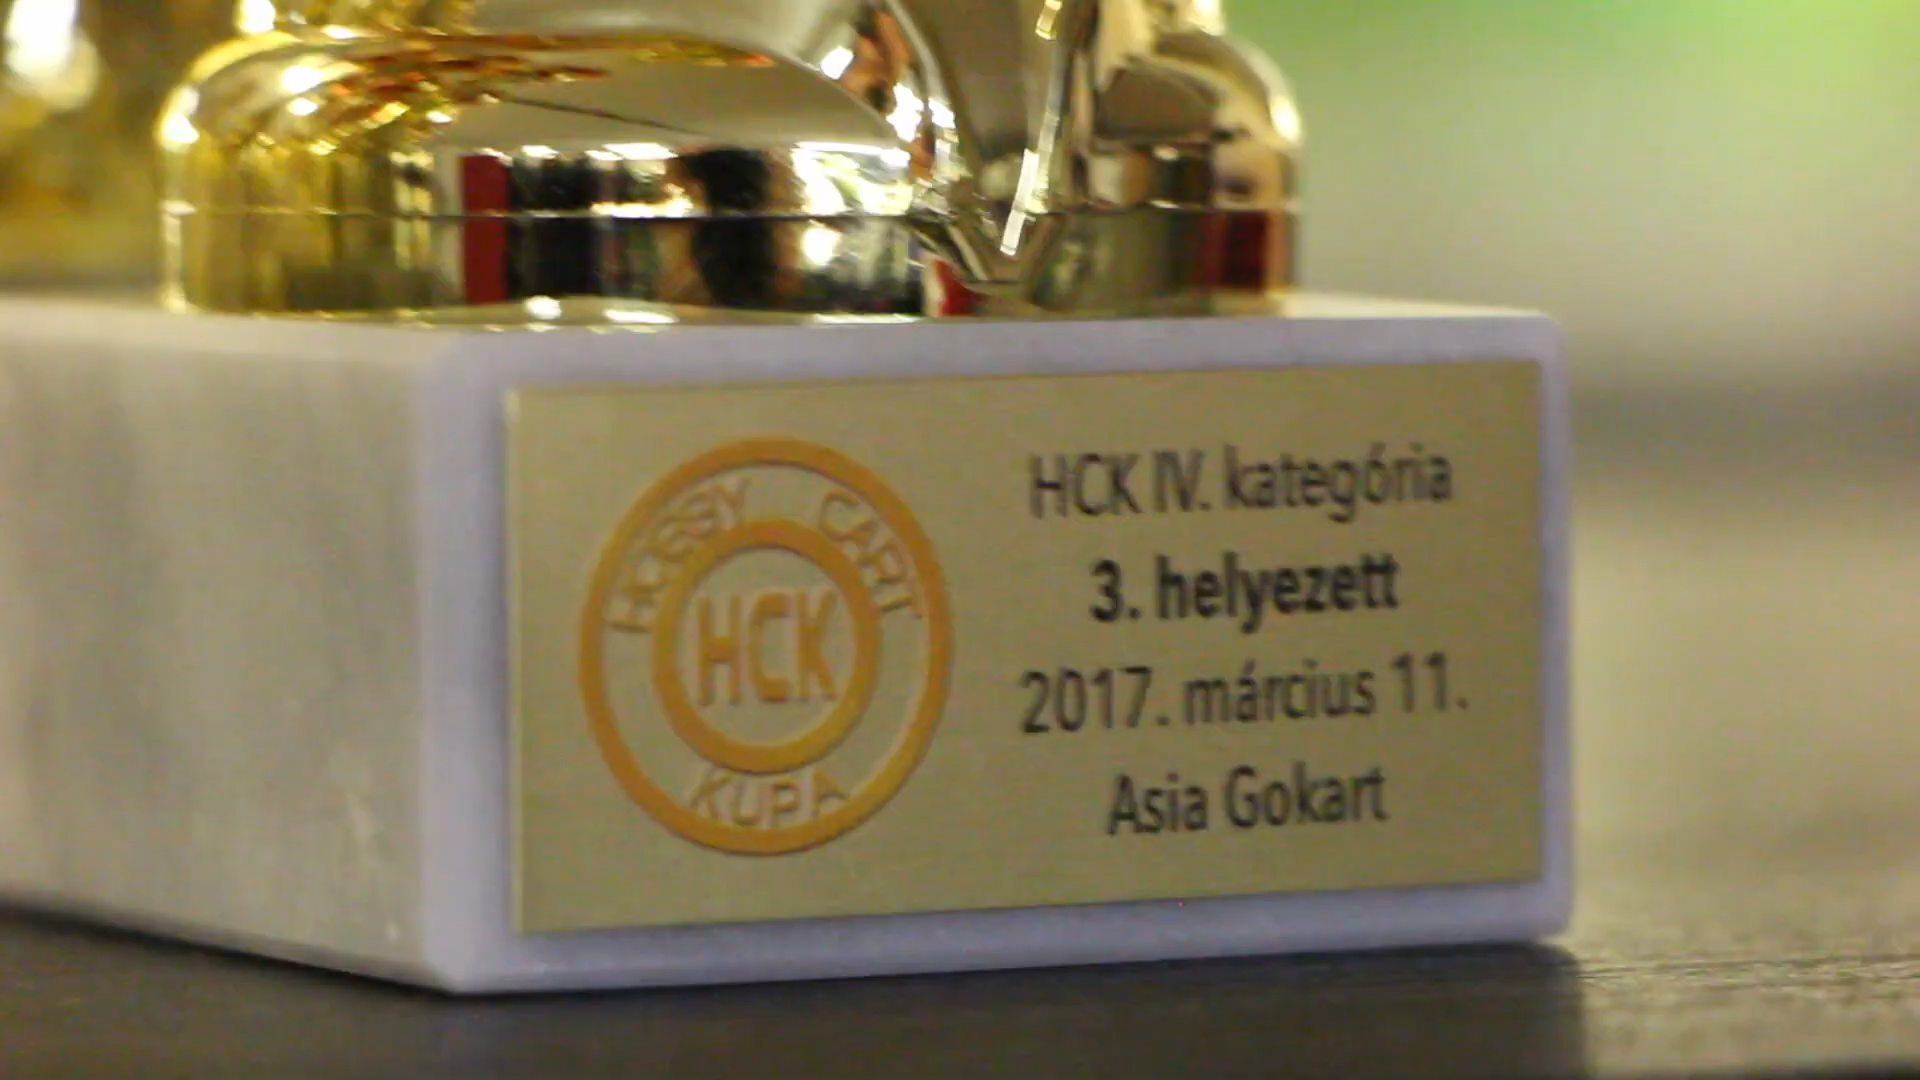 HOBBY CART
HCK
KUPA
HCK IV. kategória
3. helyezett
2017. március 11.
Asia Gokart